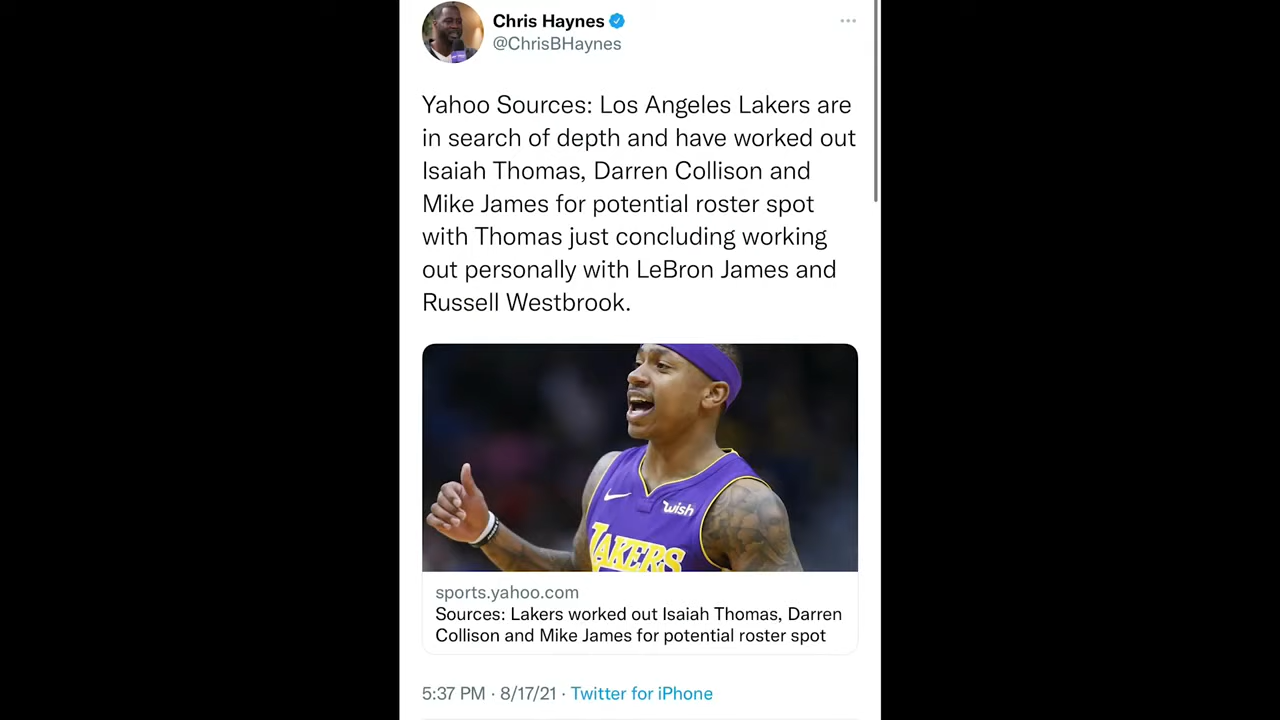 Chris Haynes
@ChrisBHaynes
Yahoo Sources: Los Angeles Lakers are
in search of depth and have worked out
Isaiah Thomas, Darren Collison and
Mike James for potential roster spot
with Thomas just concluding working
out personally with LeBron James and
Russell Westbrook.
wish
LAKERS
sports.yahoo.com
Sources: Lakers worked out Isaiah Thomas, Darren
Collison and Mike James for potential roster spot
5:37 PM · 8/17/21 · Twitter for iPhone